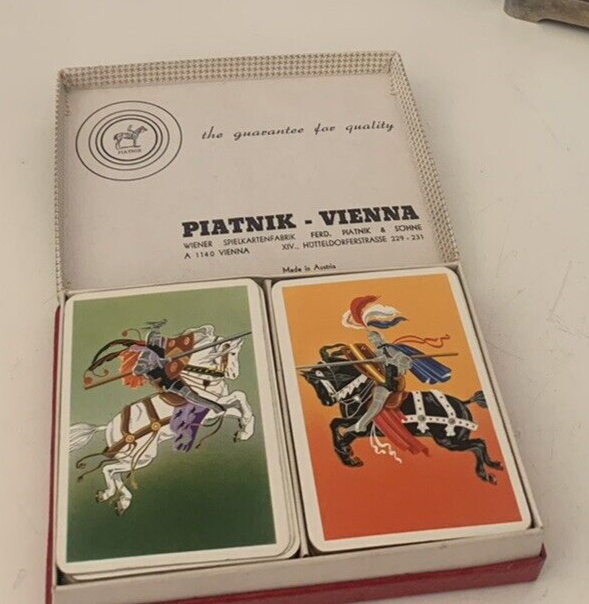 PIATNIK
the guarantee for quality
PIATNIK - VIENNA
WIENER SPIELKARTENFABRIK FERD. PIATNIK & SÖHNE
A 1140 VIENNA XIV., HÜTTELDORFERSTRASSE 229 - 231
Made in Austria